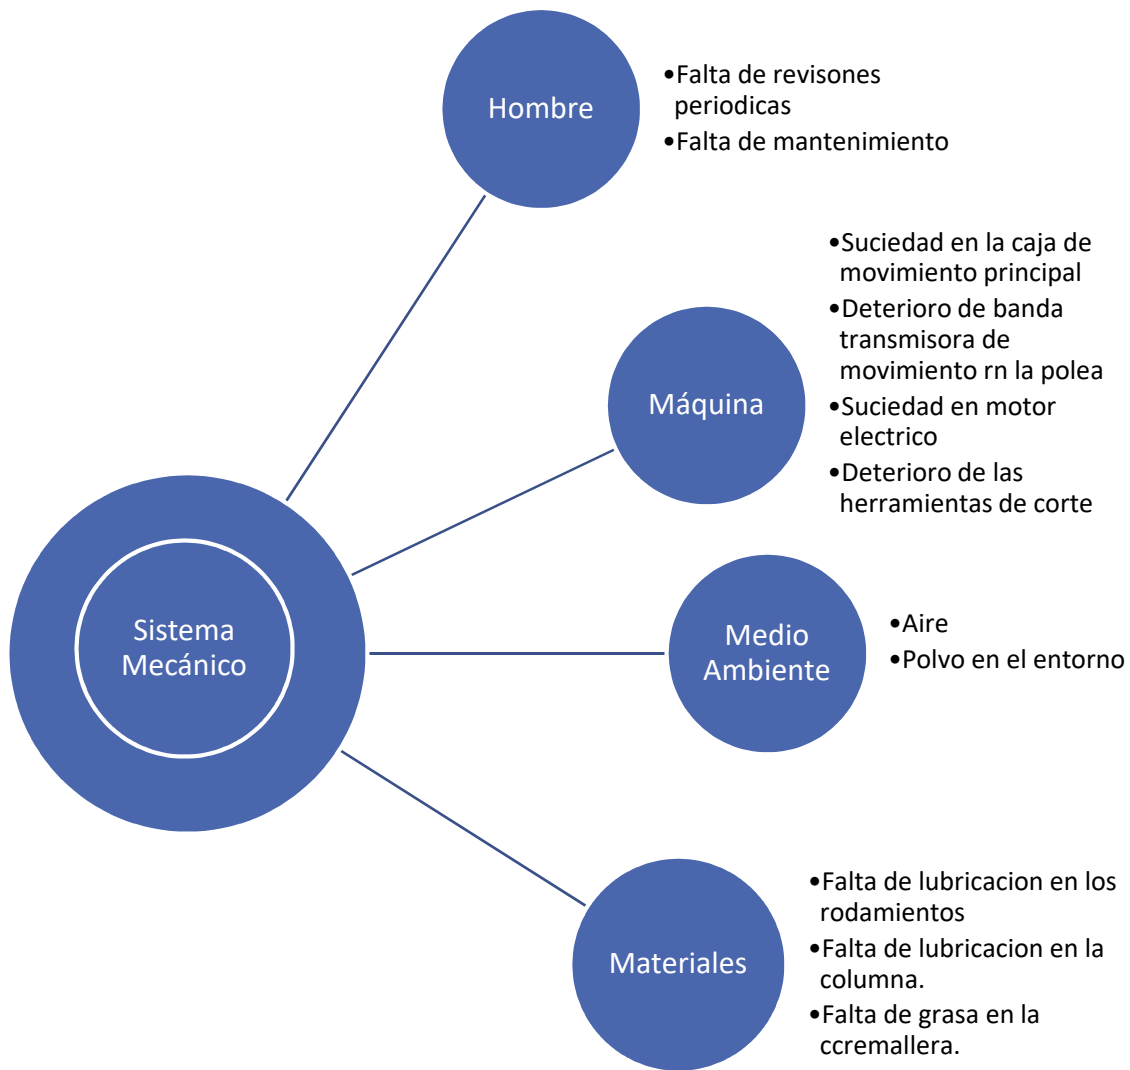 Hombre
•Falta de revisones
periodicas
•Falta de mantenimiento
Máquina
•Suciedad en la caja de
movimiento principal
•Deterioro de banda
transmisora de
movimiento rn la polea
•Suciedad en motor
electrico
•Deterioro de las
herramientas de corte
Sistema
Mecánico
Medio
Ambiente
•Aire
•Polvo en el entorno
Materiales
•Falta de lubricacion en los
rodamientos
•Falta de lubricacion en la
columna.
•Falta de grasa en la
ccremallera.